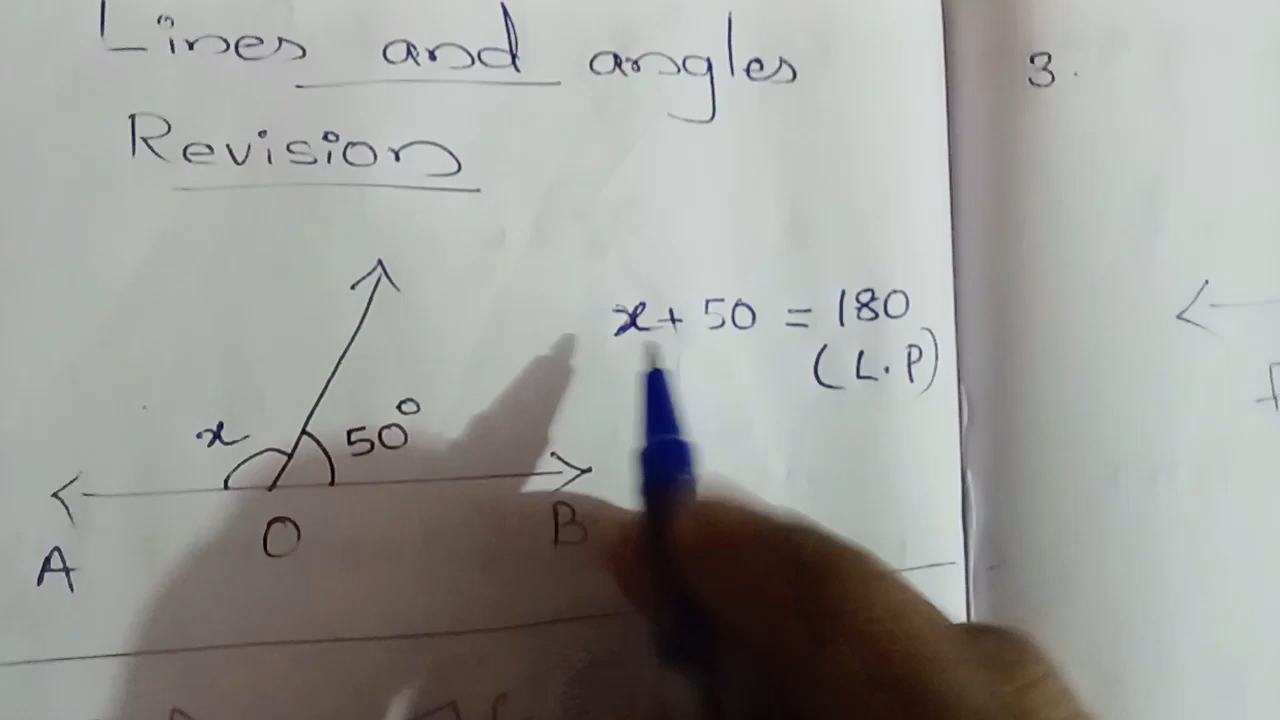 Lines and angles
Revision
x + 50 = 180
(L.P)
x 50°
A O B
3.